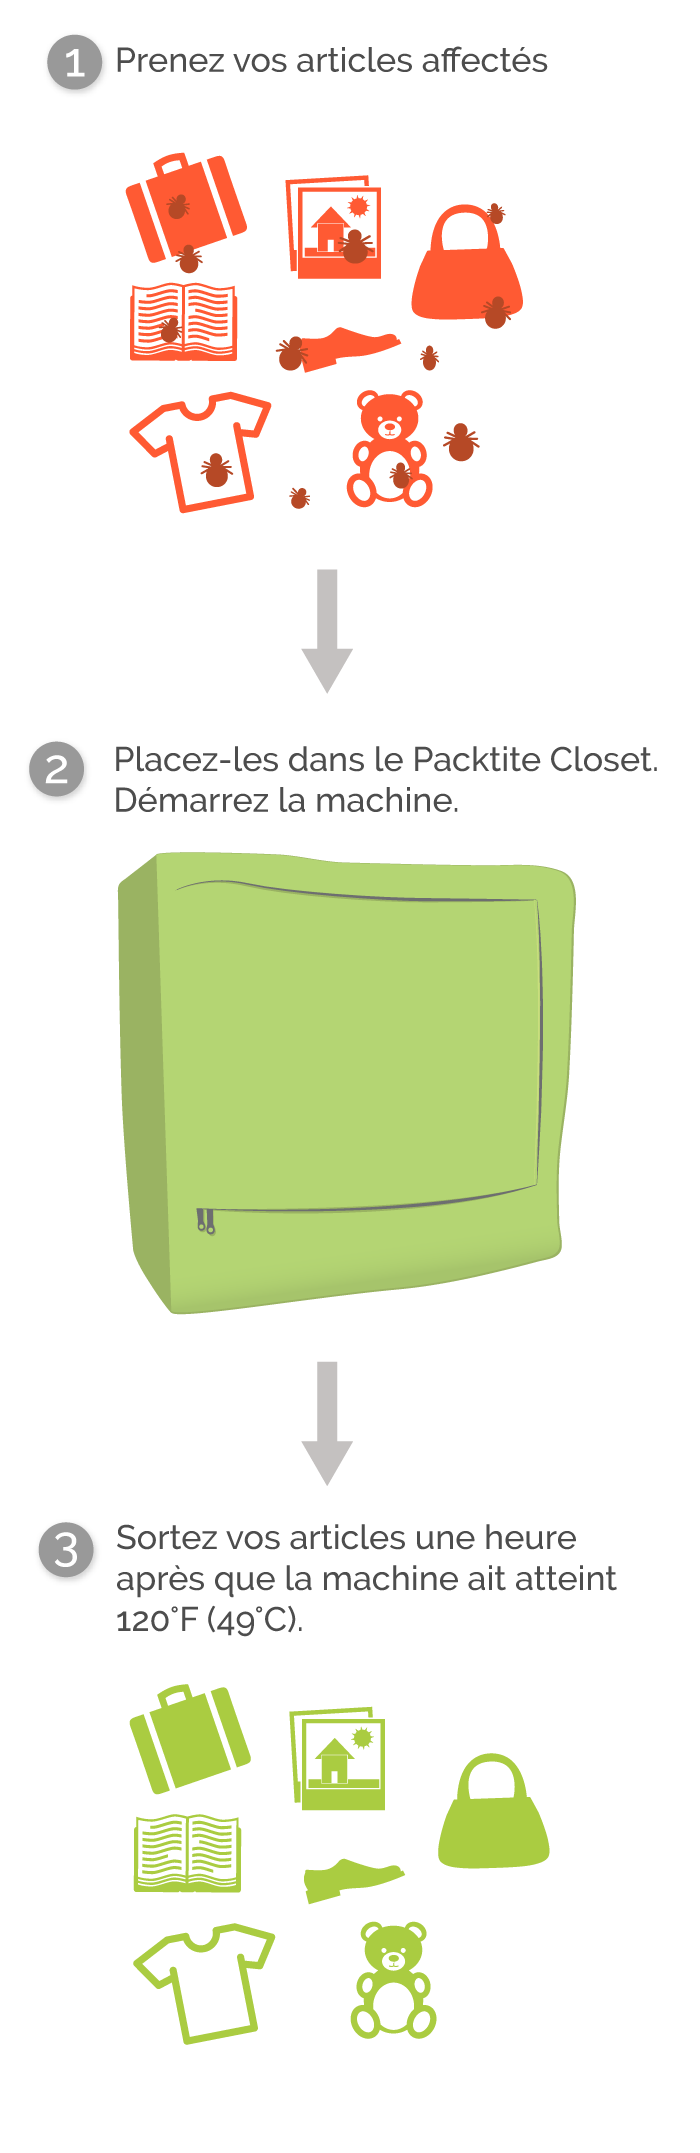 1 Prenez vos articles affectés
2 Placez-les dans le Packtite Closet.
Démarrez la machine.
3 Sortez vos articles une heure
après que la machine ait atteint
120°F (49°C).